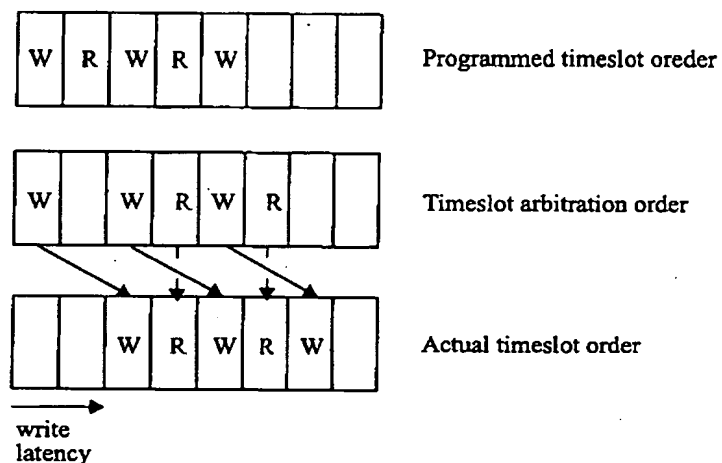 W R W R W
Programmed timeslot oreder
W W R W R
Timeslot arbitration order
W R W R W
Actual timeslot order
write
latency